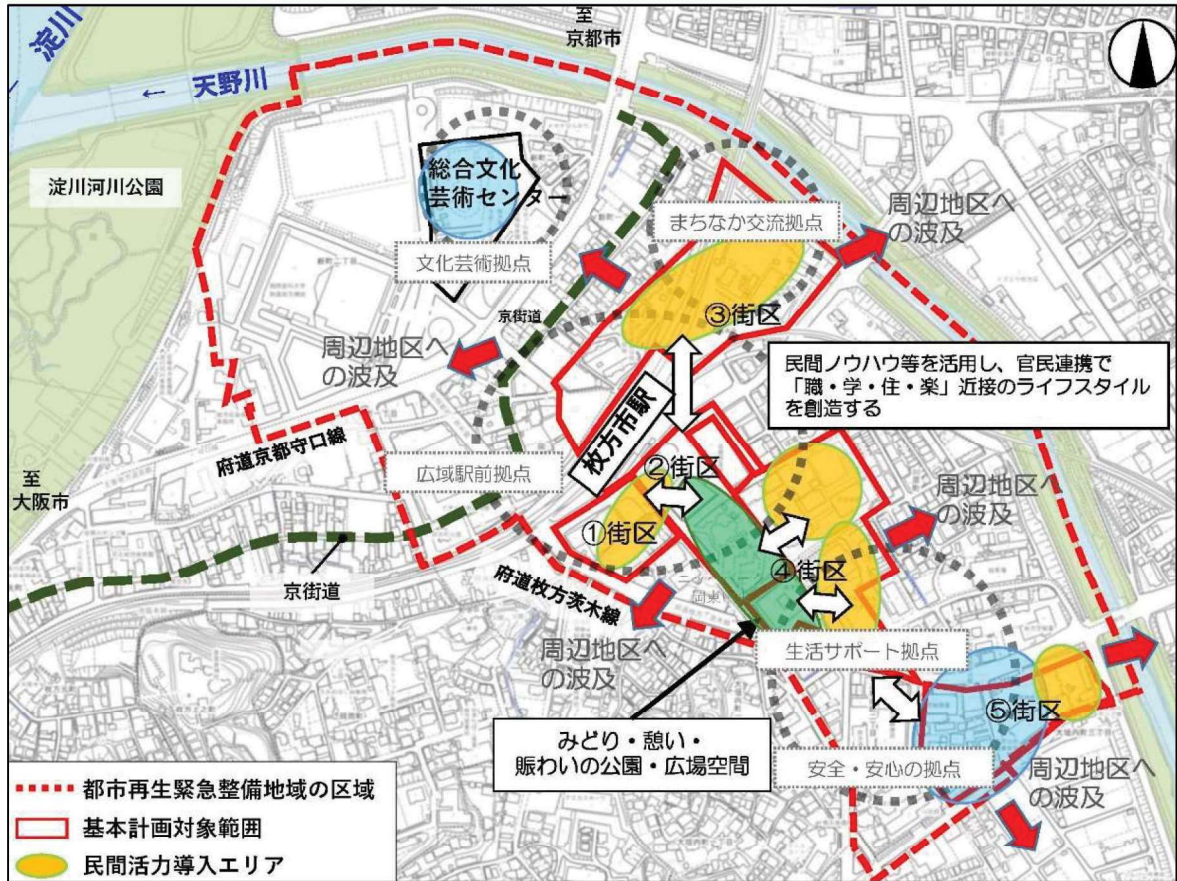 淀川
← 天野川
至
京都市
淀川河川公園
総合文化
芸術センター
文化芸術拠点
まちなか交流拠点
周辺地区へ
の波及
③街区
京街道
周辺地区へ
の波及
民間ノウハウ等を活用し、官民連携で
「職・学・住・楽」近接のライフスタイル
を創造する
枚方市駅
府道京都守口線
広域駅前拠点
至
大阪市
②街区
①街区
周辺地区へ
の波及
④街区
京街道
府道枚方茨木線
周辺地区へ
の波及
生活サポート拠点
⑤街区
みどり・憩い・
賑わいの公園・広場空間
安全・安心の拠点
周辺地区へ
の波及
都市再生緊急整備地域の区域
基本計画対象範囲
民間活力導入エリア